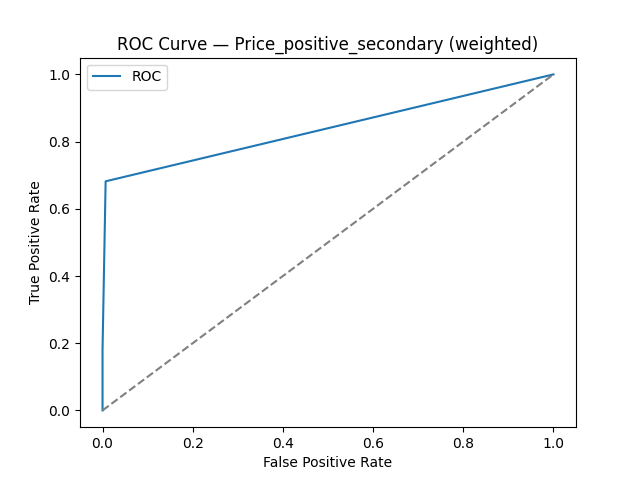 ROC Curve — Price_positive_secondary (weighted)
ROC
True Positive Rate
1.0
0.8
0.6
0.4
0.2
0.0
0.0 0.2 0.4 0.6 0.8 1.0
False Positive Rate